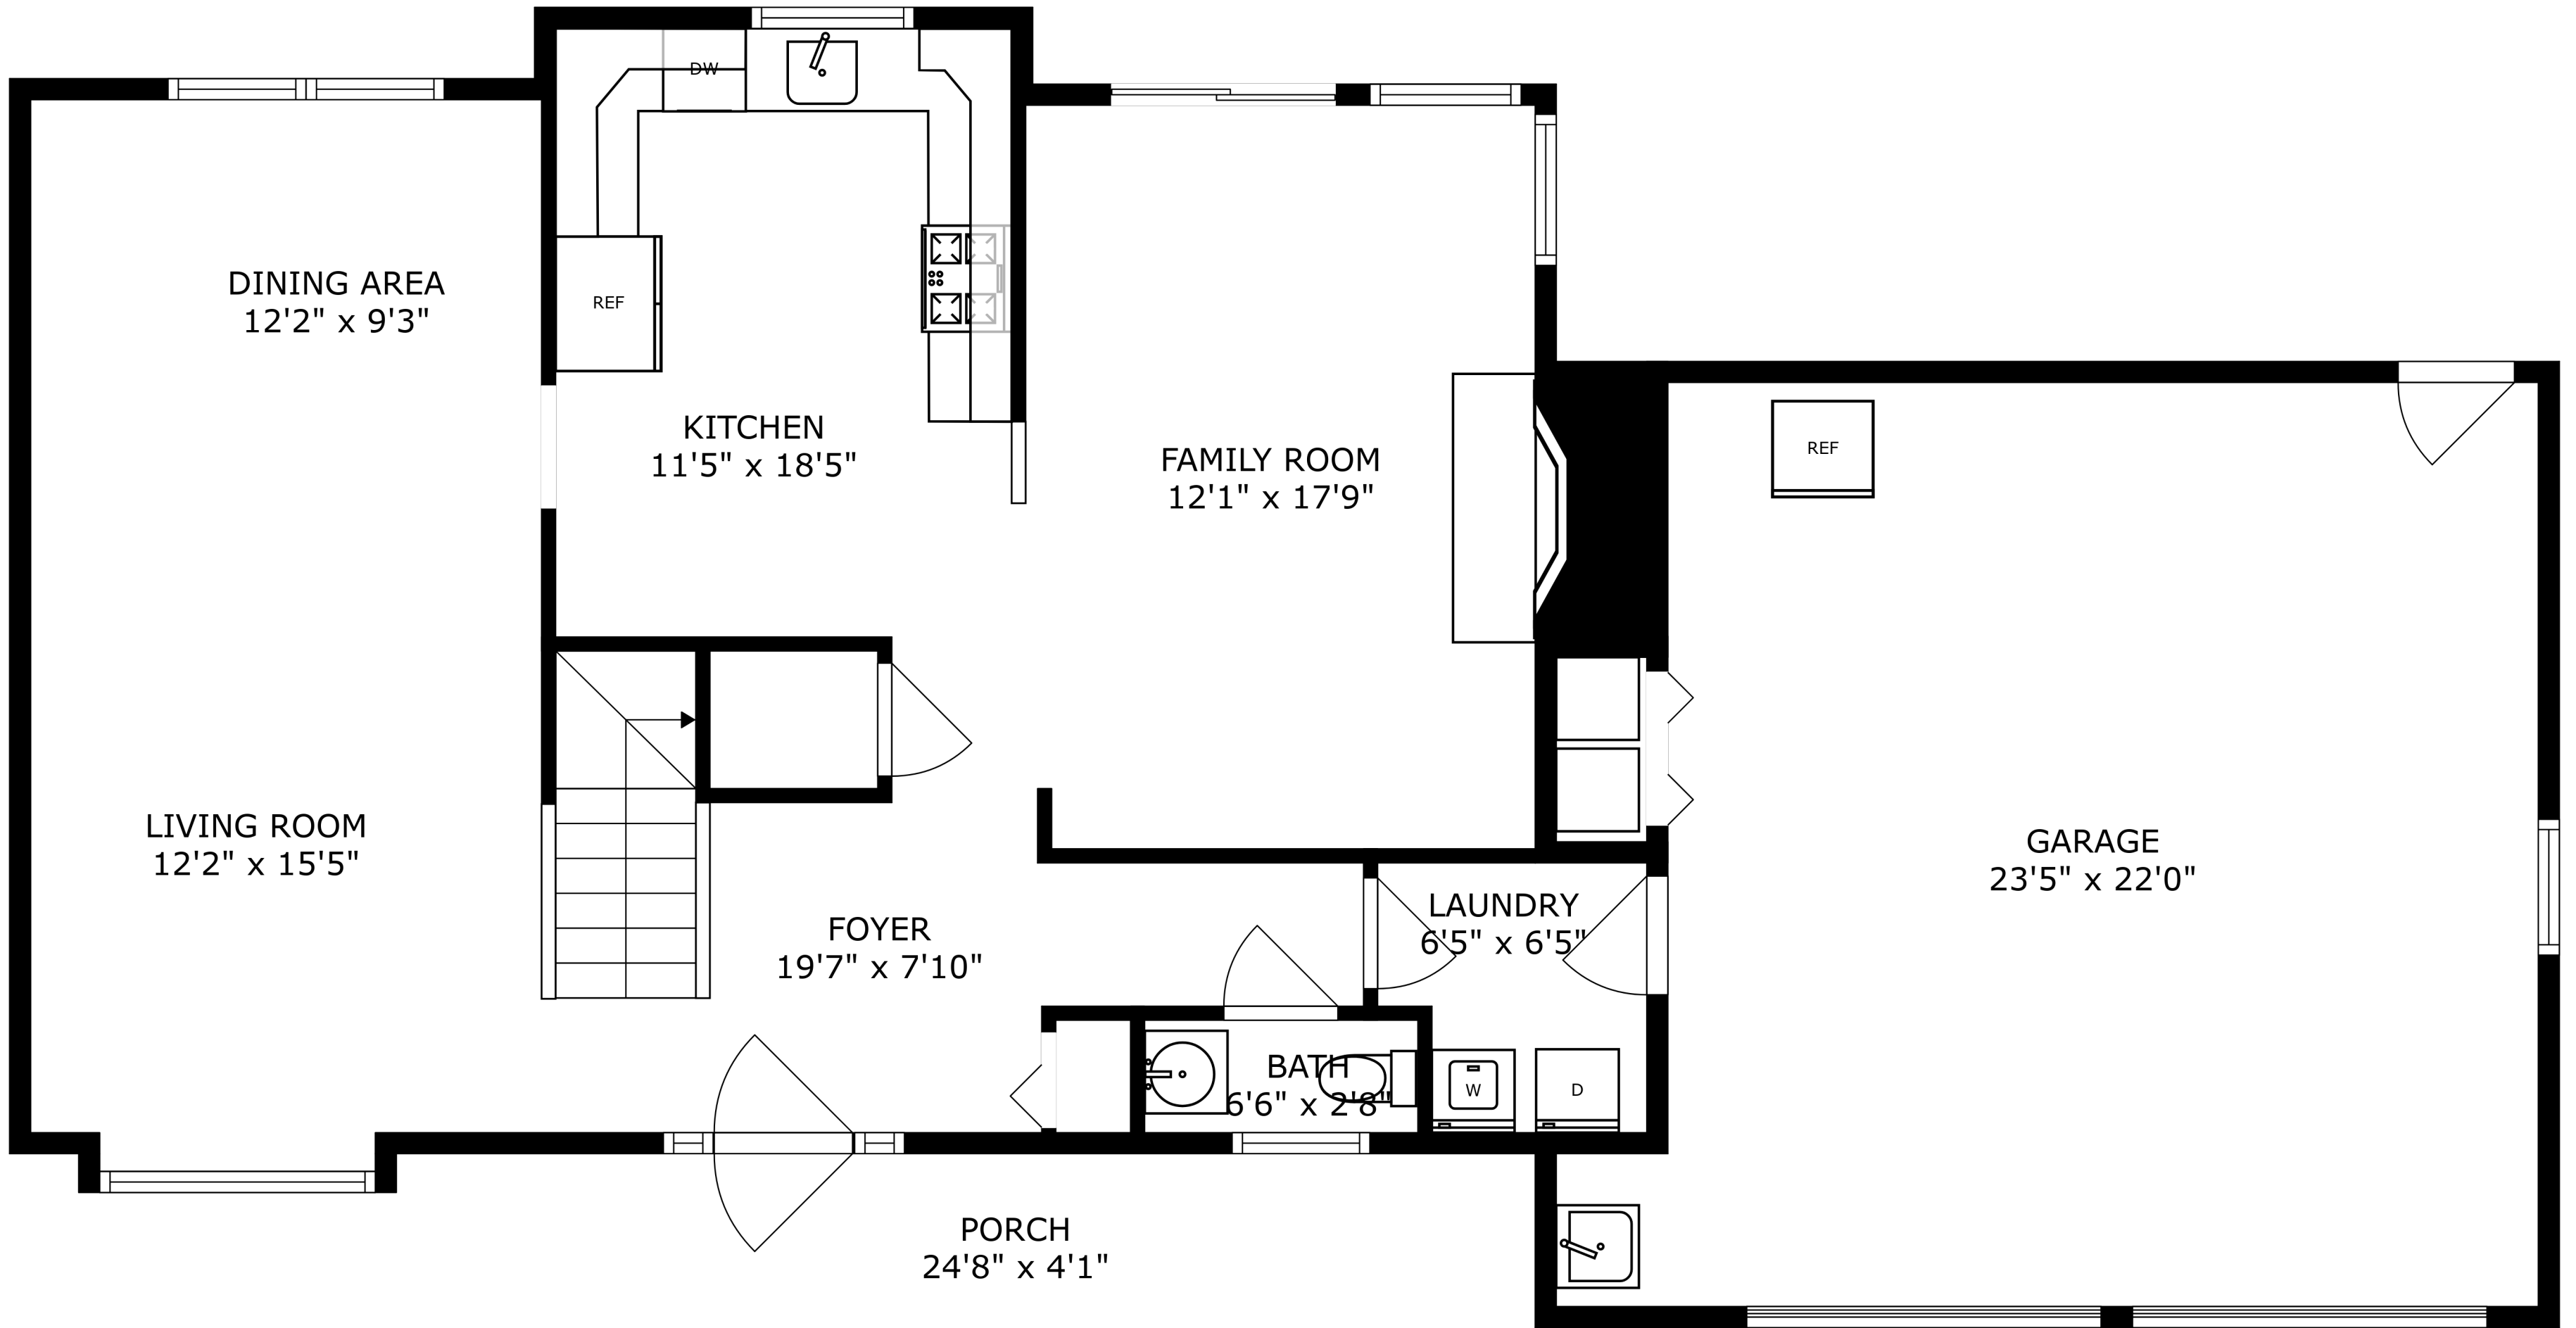 DW
DINING AREA
12'2" x 9'3"
REF
KITCHEN
11'5" x 18'5"
FAMILY ROOM
12'1" x 17'9"
REF
LIVING ROOM
12'2" x 15'5"
FOYER
19'7" x 7'10"
LAUNDRY
6'5" x 6'5"
GARAGE
23'5" x 22'0"
BATH
6'6" x 2'8"
W
D
PORCH
24'8" x 4'1"